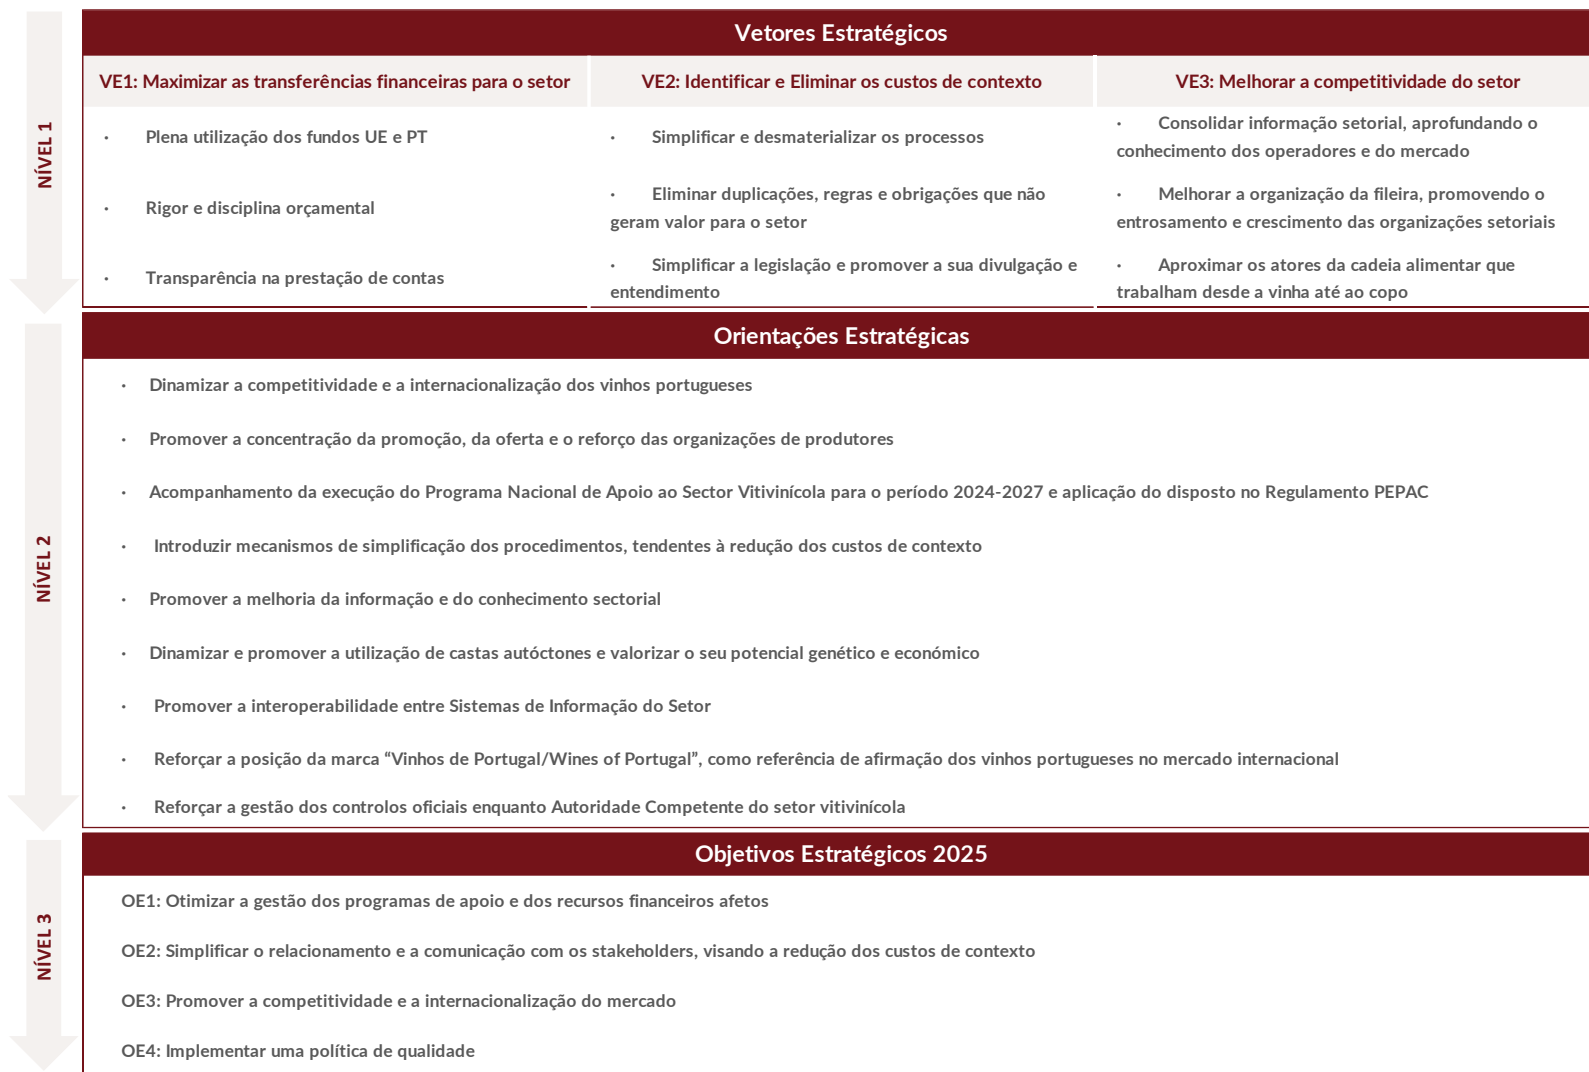 NÍVEL 1
Vetores Estratégicos
VE1: Maximizar as transferências financeiras para o setor
· Plena utilização dos fundos UE e PT
· Rigor e disciplina orçamental
· Transparência na prestação de contas
VE2: Identificar e Eliminar os custos de contexto
· Simplificar e desmaterializar os processos
· Eliminar duplicações, regras e obrigações que não
geram valor para o setor
· Simplificar a legislação e promover a sua divulgação e
entendimento
VE3: Melhorar a competitividade do setor
· Consolidar informação setorial, aprofundando o
conhecimento dos operadores e do mercado
· Melhorar a organização da fileira, promovendo o
entrosamento e crescimento das organizações setoriais
· Aproximar os atores da cadeia alimentar que
trabalham desde a vinha até ao copo
NÍVEL 2
Orientações Estratégicas
· Dinamizar a competitividade e a internacionalização dos vinhos portugueses
· Promover a concentração da promoção, da oferta e o reforço das organizações de produtores
· Acompanhamento da execução do Programa Nacional de Apoio ao Sector Vitivinícola para o período 2024-2027 e aplicação do disposto no Regulamento PEPAC
· Introduzir mecanismos de simplificação dos procedimentos, tendentes à redução dos custos de contexto
· Promover a melhoria da informação e do conhecimento sectorial
· Dinamizar e promover a utilização de castas autóctones e valorizar o seu potencial genético e económico
· Promover a interoperabilidade entre Sistemas de Informação do Setor
· Reforçar a posição da marca “Vinhos de Portugal/Wines of Portugal”, como referência de afirmação dos vinhos portugueses no mercado internacional
· Reforçar a gestão dos controlos oficiais enquanto Autoridade Competente do setor vitivinícola
NÍVEL 3
Objetivos Estratégicos 2025
OE1: Otimizar a gestão dos programas de apoio e dos recursos financeiros afetos
OE2: Simplificar o relacionamento e a comunicação com os stakeholders, visando a redução dos custos de contexto
OE3: Promover a competitividade e a internacionalização do mercado
OE4: Implementar uma política de qualidade